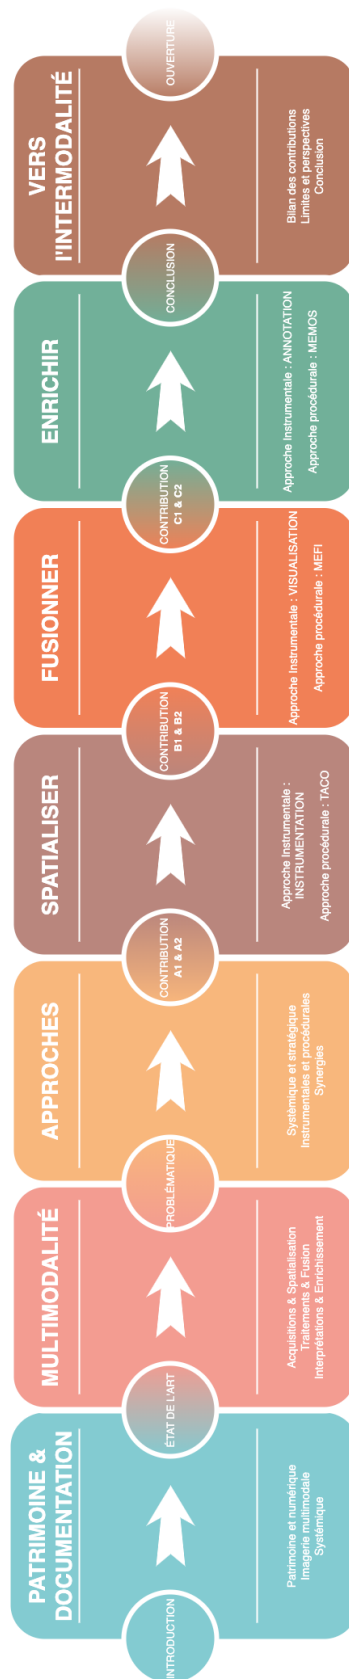 PATRIMOINE &
DOCUMENTATION
INTRODUCTION
Patrimoine et numérique
Imagerie multimodale
Systémique
ÉTAT DE L'ART
MULTIMODALITÉ
Acquisitions & Spatialisation
Traitements & Fusion
Interprétations & Enrichissement
PROBLÉMATIQUE
APPROCHES
Systèmique et stratégique
Instrumentales et procédurales
Synergies
CONTRIBUTION
A1 & A2
SPATIALISER
Approche Instrumentale :
INSTRUMENTATION
Approche procédurale : TACO
CONTRIBUTION
B1 & B2
FUSIONNER
Approche Instrumentale : VISUALISATION
Approche procédurale : MEFI
CONTRIBUTION
C1 & C2
ENRICHIR
Approche Instrumentale : ANNOTATION
Approche procédurale : MEMOS
CONCLUSION
VERS
l'INTERMODALITÉ
Bilan des contributions
Limites et perspectives
Conclusion
OUVERTURE